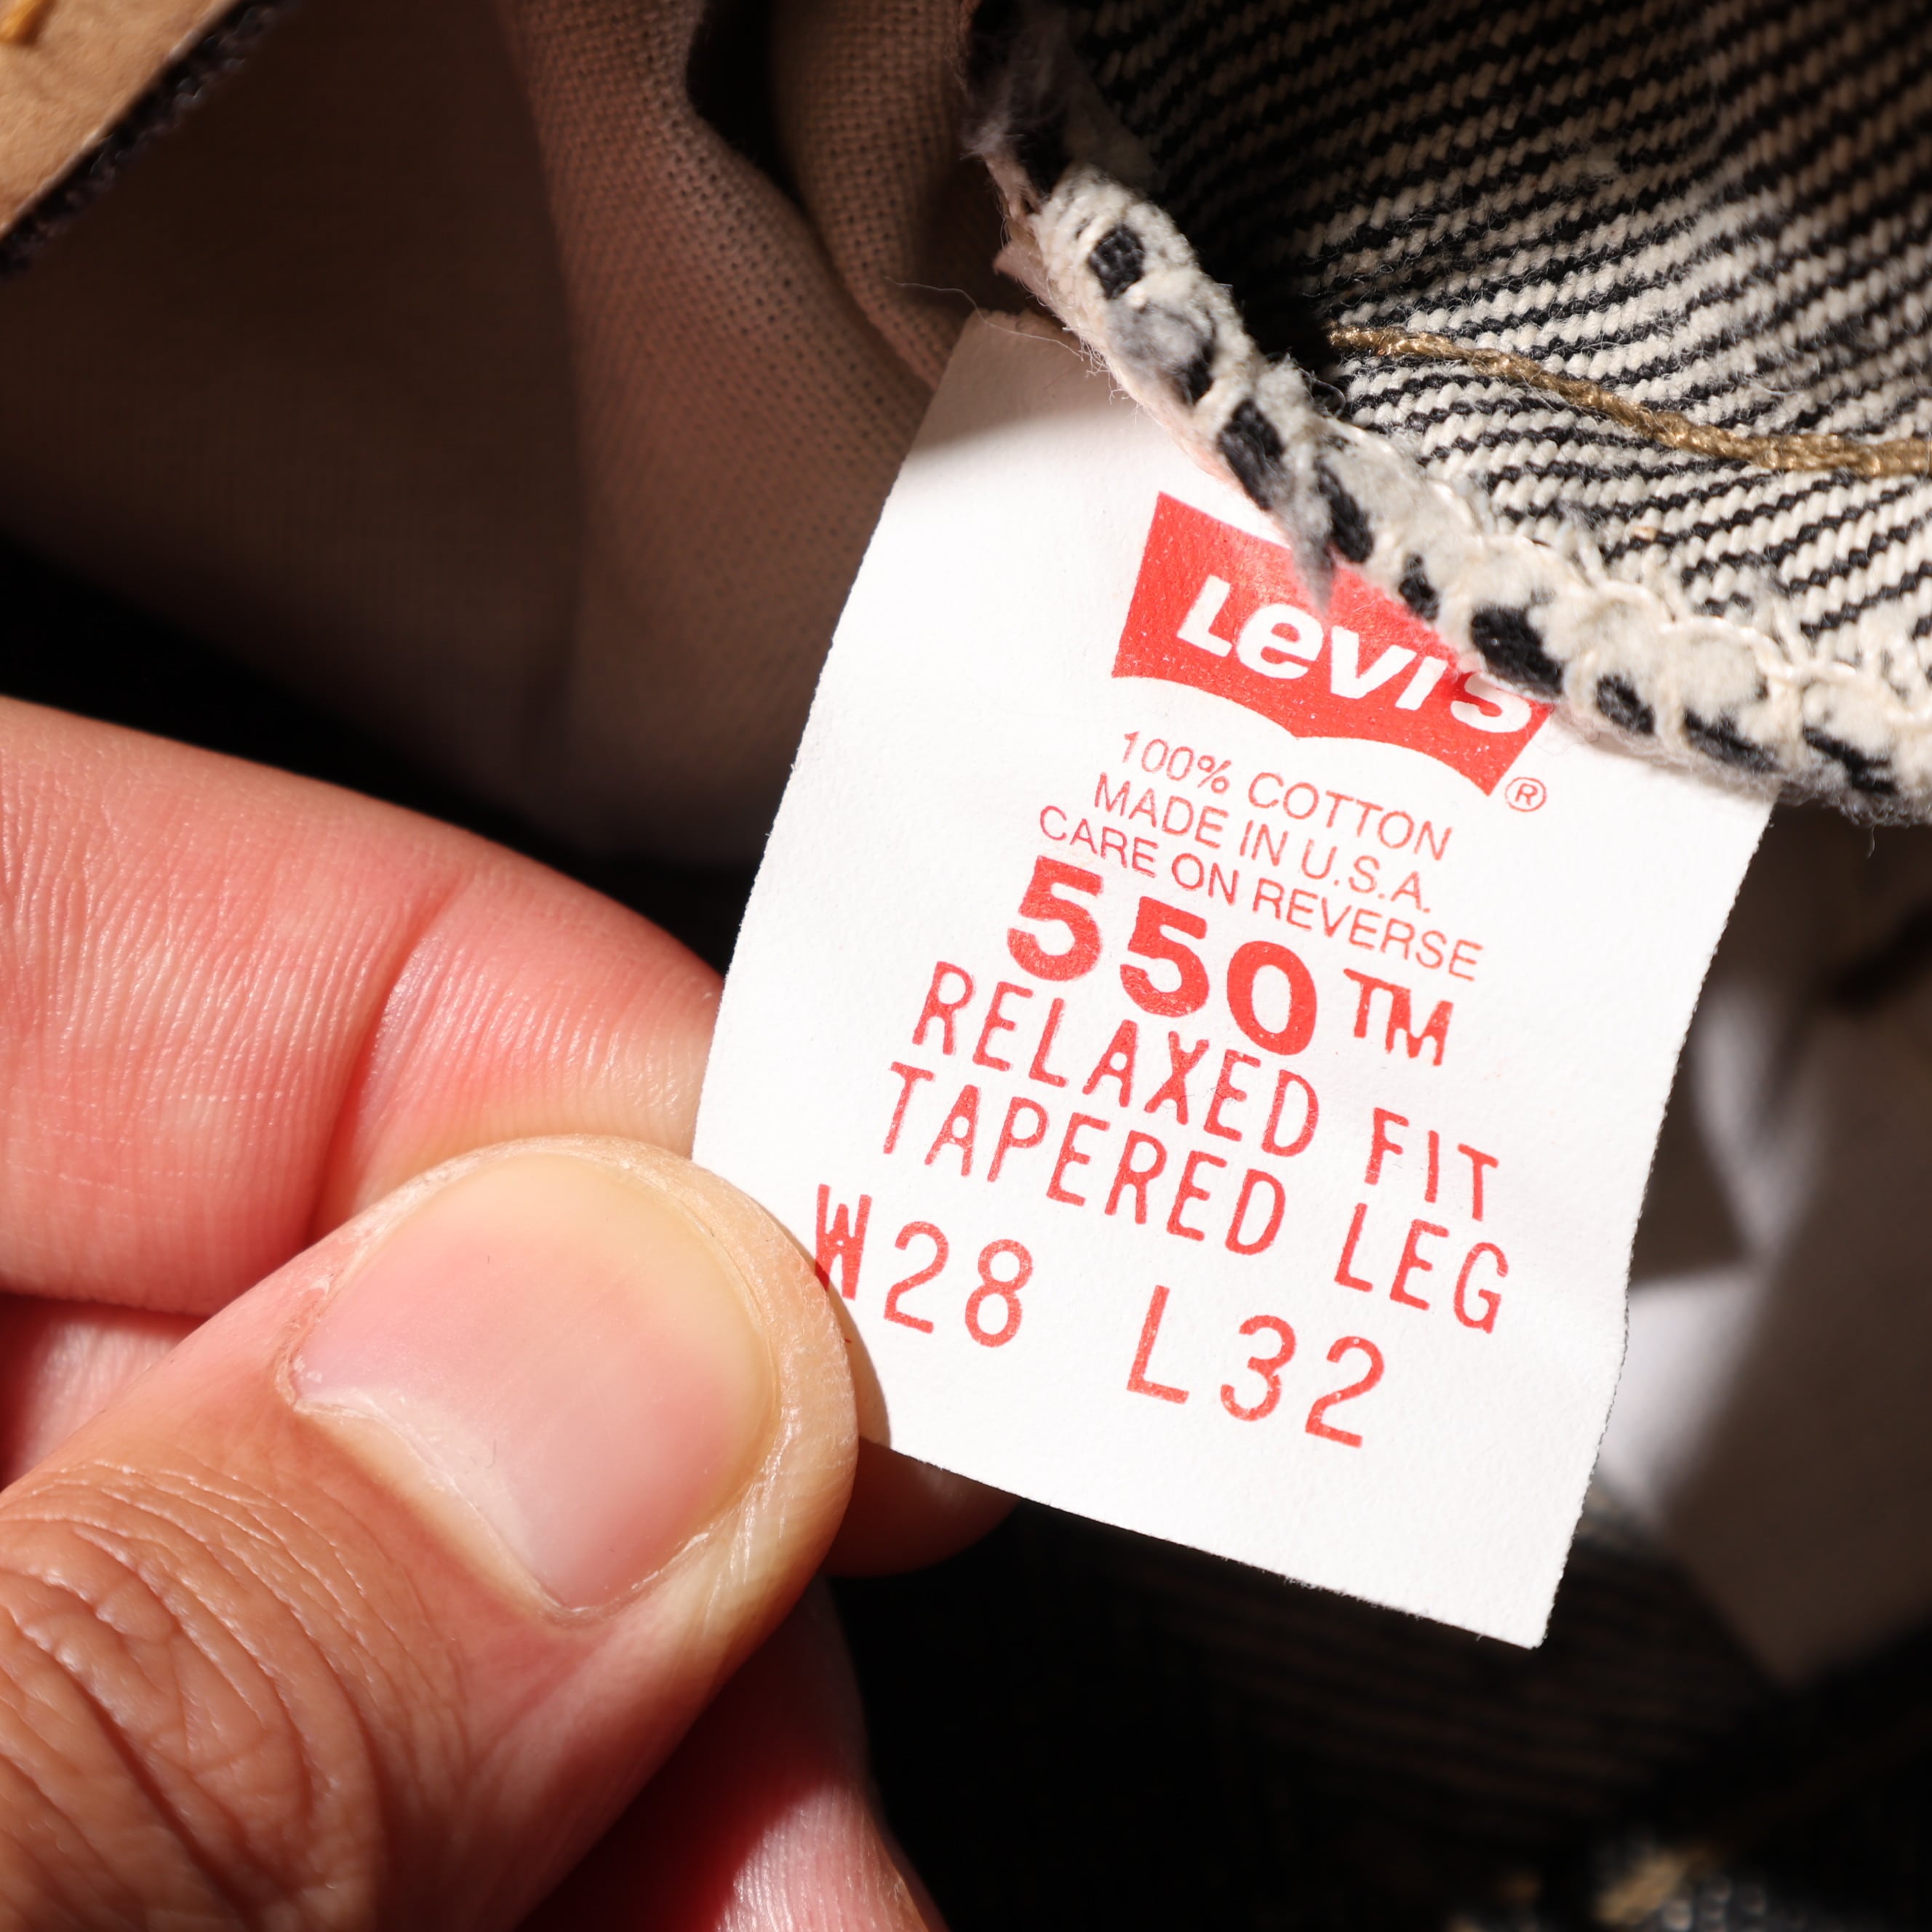 Levi's ®
100% COTTON
MADE IN U.S.A.
CARE ON REVERSE
550™
RELAXED FIT
TAPERED LEG
W28 L32